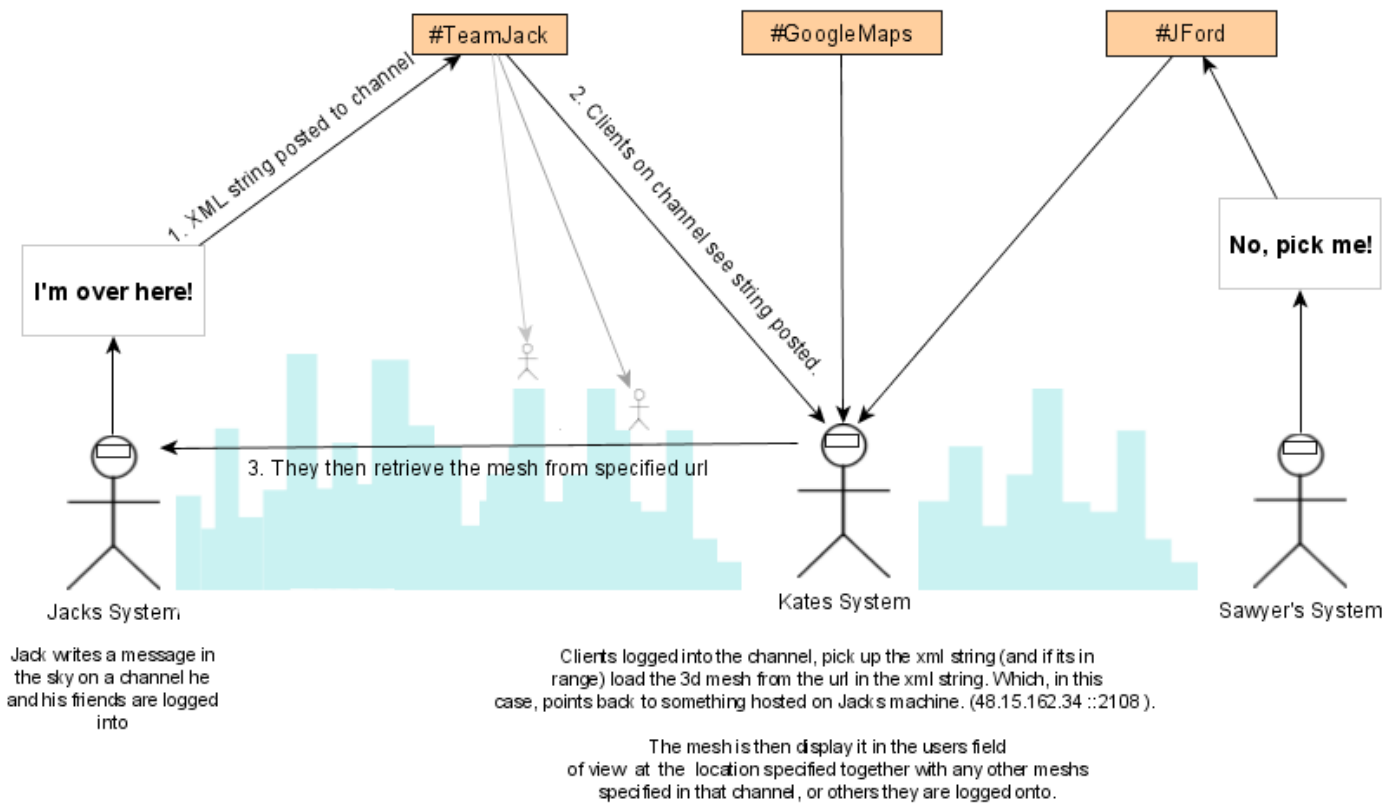 #TeamJack
#GoogleMaps
#JFord
1. XML string posted to channel
2. Clients on channel see string posted.
I'm over here!
No, pick me!
3. They then retrieve the mesh from specified url
Jacks System
Kates System
Sawyer's System
Jack writes a message in
the sky on a channel he
and his friends are logged
into
Clients logged into the channel, pick up the xml string (and if its in
range) load the 3d mesh from the url in the xml string. Which, in this
case, points back to something hosted on Jacks machine. (48.15.162.34 ::2108 ).
The mesh is then display it in the users field
of view at the location specified together with any other meshs
specified in that channel, or others they are logged onto.